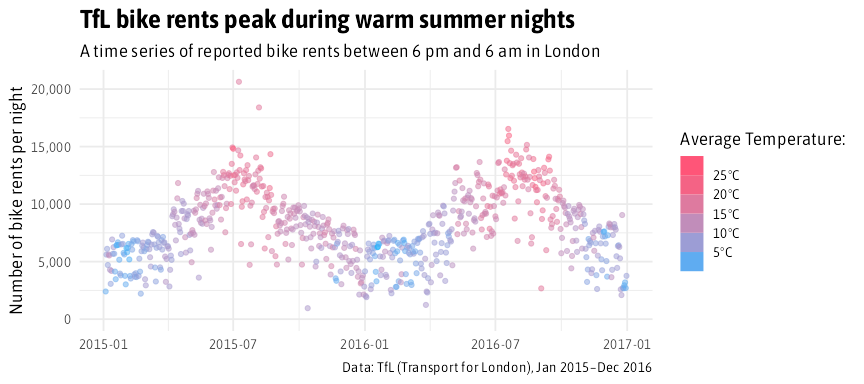 TfL bike rents peak during warm summer nights
A time series of reported bike rents between 6 pm and 6 am in London
Number of bike rents per night
20,000
15,000
10,000
5,000
0
2015-01
2015-07
2016-01
2016-07
2017-01
Average Temperature:
25°C
20°C
15°C
10°C
5°C
Data: TfL (Transport for London), Jan 2015–Dec 2016